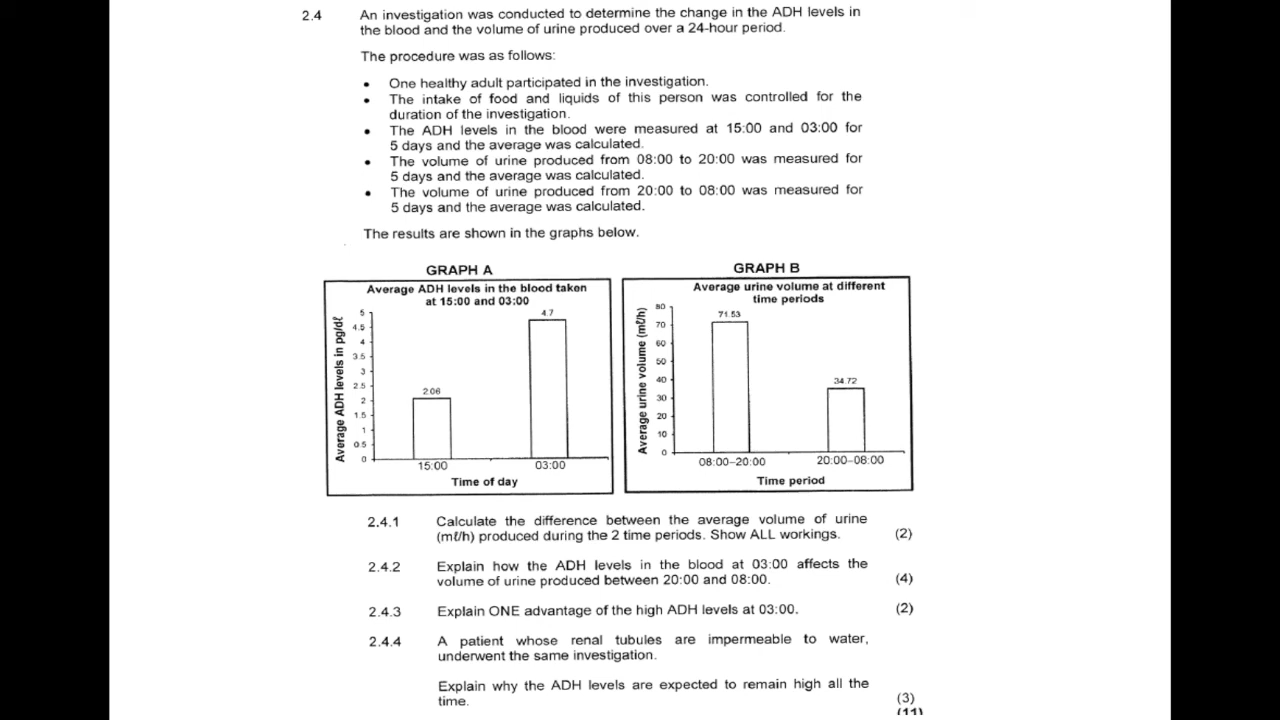 2.4 An investigation was conducted to determine the change in the ADH levels in
the blood and the volume of urine produced over a 24-hour period.
The procedure was as follows:
• One healthy adult participated in the investigation.
• The intake of food and liquids of this person was controlled for the
duration of the investigation.
• The ADH levels in the blood were measured at 15:00 and 03:00 for
5 days and the average was calculated.
• The volume of urine produced from 08:00 to 20:00 was measured for
5 days and the average was calculated.
• The volume of urine produced from 20:00 to 08:00 was measured for
5 days and the average was calculated.
The results are shown in the graphs below.
GRAPH A
Average ADH levels in the blood taken
at 15:00 and 03:00
Average ADH levels in pg/dℓ
5
4.5
4
3.5
3
2.5
2
1.5
1
0.5
0
2.06
4.7
15:00 03:00
Time of day
GRAPH B
Average urine volume at different
time periods
Average urine volume (mℓ/h)
80
70
60
50
40
30
20
10
0
71.53
34.72
08:00–20:00 20:00–08:00
Time period
2.4.1 Calculate the difference between the average volume of urine
(mℓ/h) produced during the 2 time periods. Show ALL workings. (2)
2.4.2 Explain how the ADH levels in the blood at 03:00 affects the
volume of urine produced between 20:00 and 08:00. (4)
2.4.3 Explain ONE advantage of the high ADH levels at 03:00. (2)
2.4.4 A patient whose renal tubules are impermeable to water,
underwent the same investigation.
Explain why the ADH levels are expected to remain high all the
time. (3)
(11)